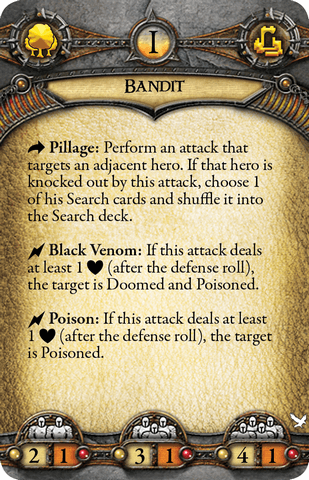 I
Bandit
Pillage: Perform an attack that
targets an adjacent hero. If that hero is
knocked out by this attack, choose 1
of his Search cards and shuffle it into
the Search deck.
Black Venom: If this attack deals
at least 1 (after the defense roll),
the target is Doomed and Poisoned.
Poison: If this attack deals at least
1 (after the defense roll), the target
is Poisoned.
2 1 3 1 4 1